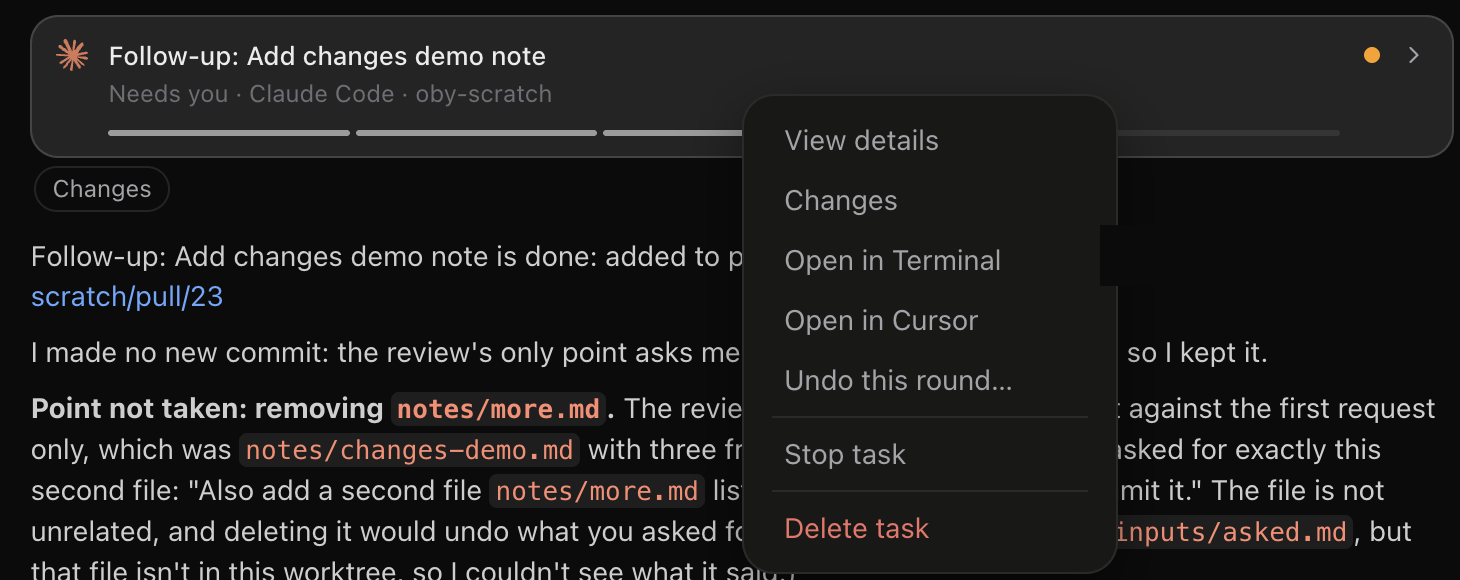 Follow-up: Add changes demo note
Needs you · Claude Code · oby-scratch
Changes
View details
Changes
Open in Terminal
Open in Cursor
Undo this round...
Stop task
Delete task
Follow-up: Add changes demo note is done: added to
scratch/pull/23
I made no new commit: the review's only point asks me so I kept it.
Point not taken: removing notes/more.md. The against the first request
only, which was notes/changes-demo.md with three asked for exactly this
second file: "Also add a second file notes/more.md mit it." The file is not
unrelated, and deleting it would undo what you asked inputs/asked.md, but
that file isn't in this worktree, so I couldn't see what it said.)